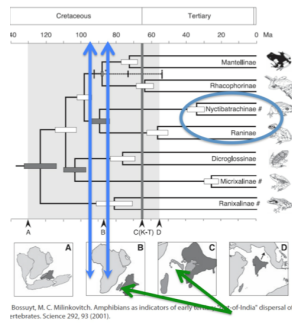 Cretaceous Tertiary
140 120 100 80 60 40 20 0 Ma
Mantellinae
Rhacophorinae
Nyctibatrachinae #
Raninae
Dicroglossinae
Micrixalinae #
Ranixalinae #
A B C(K-T) D
A B C D
Bossuyt, M. C. Milinkovitch. Amphibians as indicators of early tertiary "out-of-India" dispersal of
ertebrates. Science 292, 93 (2001).